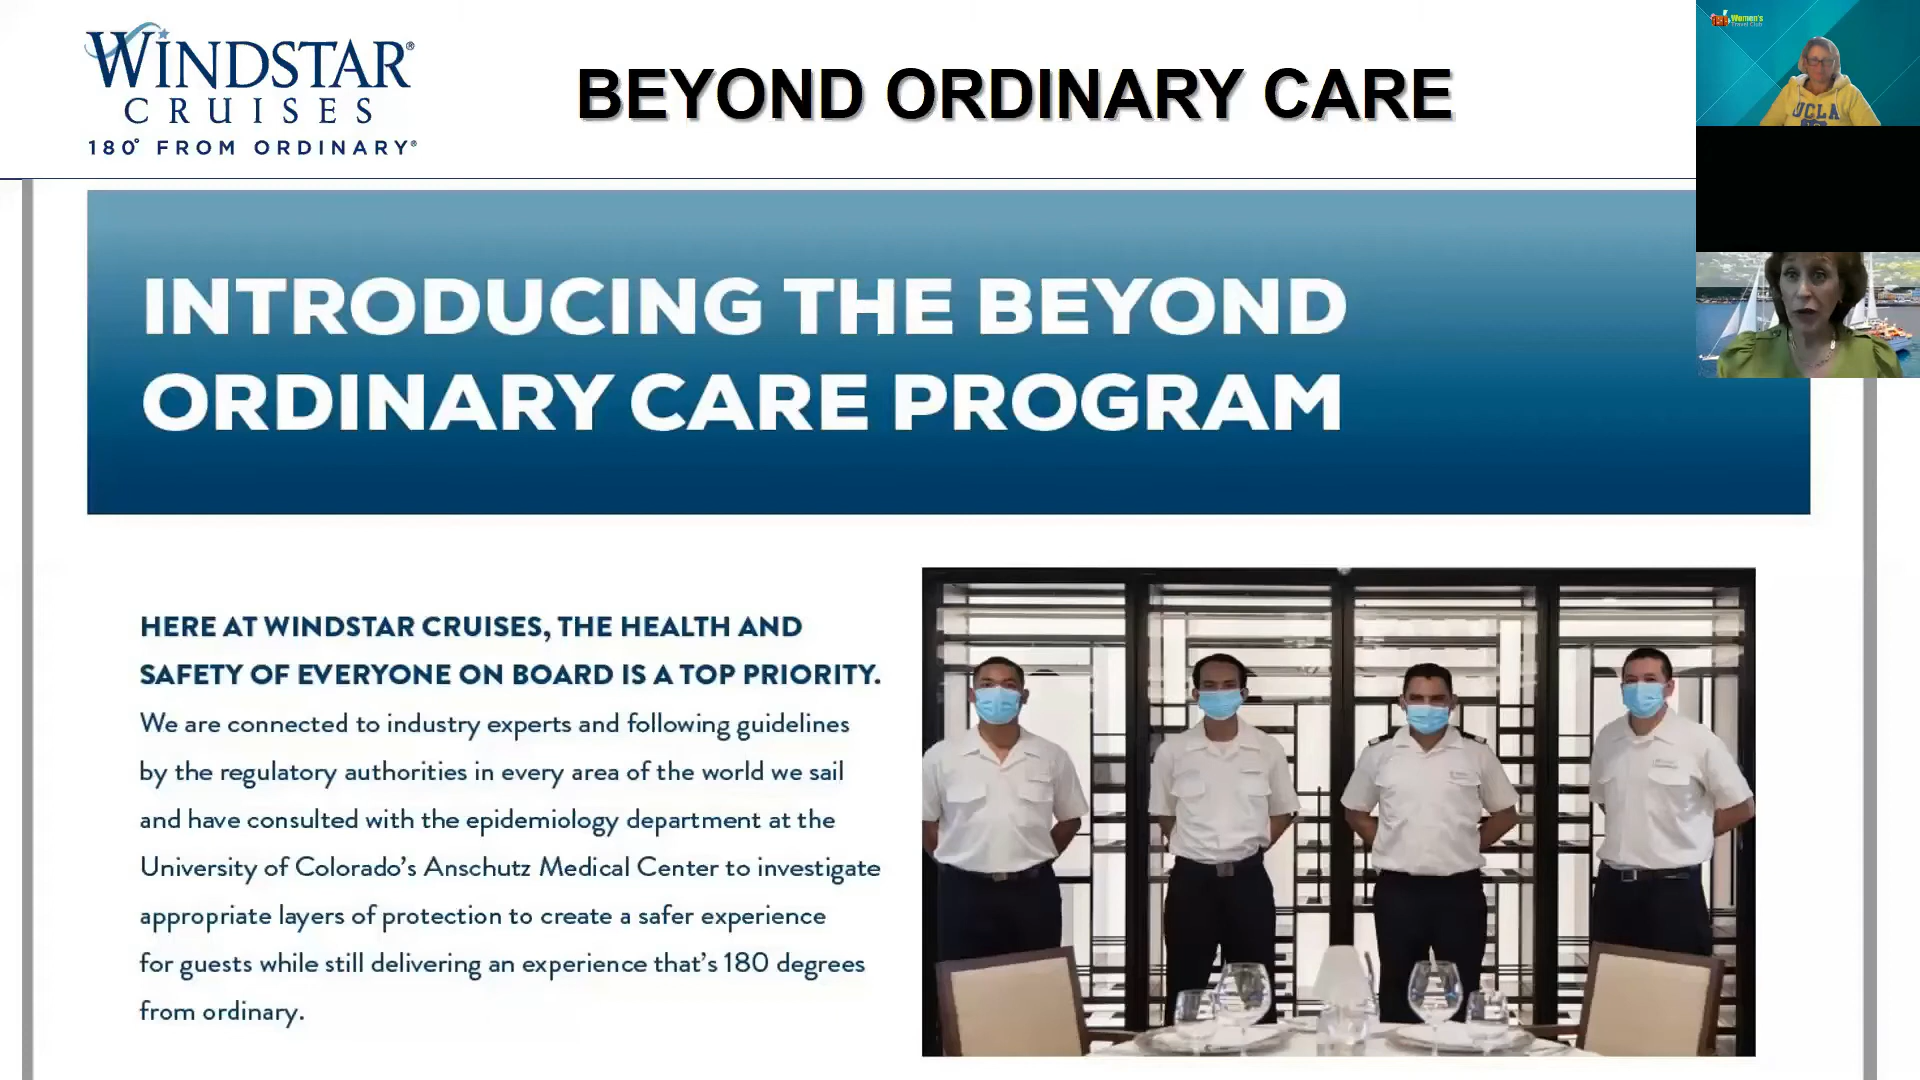 WINDSTAR®
CRUISES
180° FROM ORDINARY®
BEYOND ORDINARY CARE
Women's
Travel Club
UCLA
INTRODUCING THE BEYOND
ORDINARY CARE PROGRAM
HERE AT WINDSTAR CRUISES, THE HEALTH AND
SAFETY OF EVERYONE ON BOARD IS A TOP PRIORITY.
We are connected to industry experts and following guidelines
by the regulatory authorities in every area of the world we sail
and have consulted with the epidemiology department at the
University of Colorado's Anschutz Medical Center to investigate
appropriate layers of protection to create a safer experience
for guests while still delivering an experience that's 180 degrees
from ordinary.